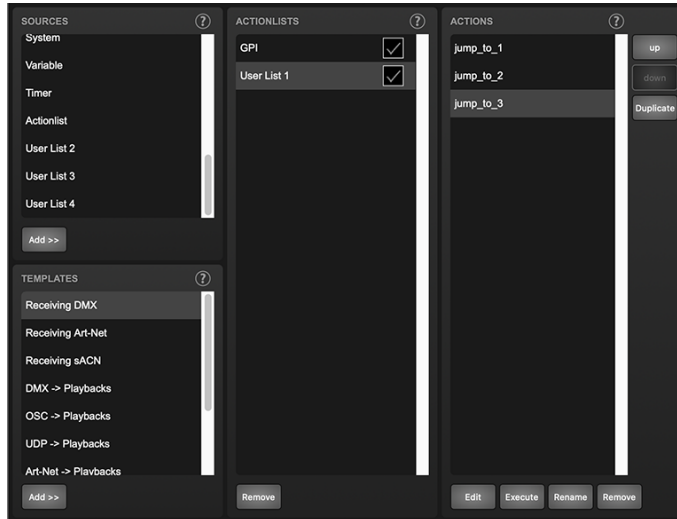 SOURCES ?
System
Variable
Timer
Actionlist
User List 2
User List 3
User List 4
Add >>
TEMPLATES ?
Receiving DMX
Receiving Art-Net
Receiving sACN
DMX -> Playbacks
OSC -> Playbacks
UDP -> Playbacks
Art-Net -> Playbacks
Add >>
ACTIONLISTS ?
GPI
User List 1
Remove
ACTIONS ?
jump_to_1
jump_to_2
jump_to_3
up
down
Duplicate
Edit Execute Rename Remove